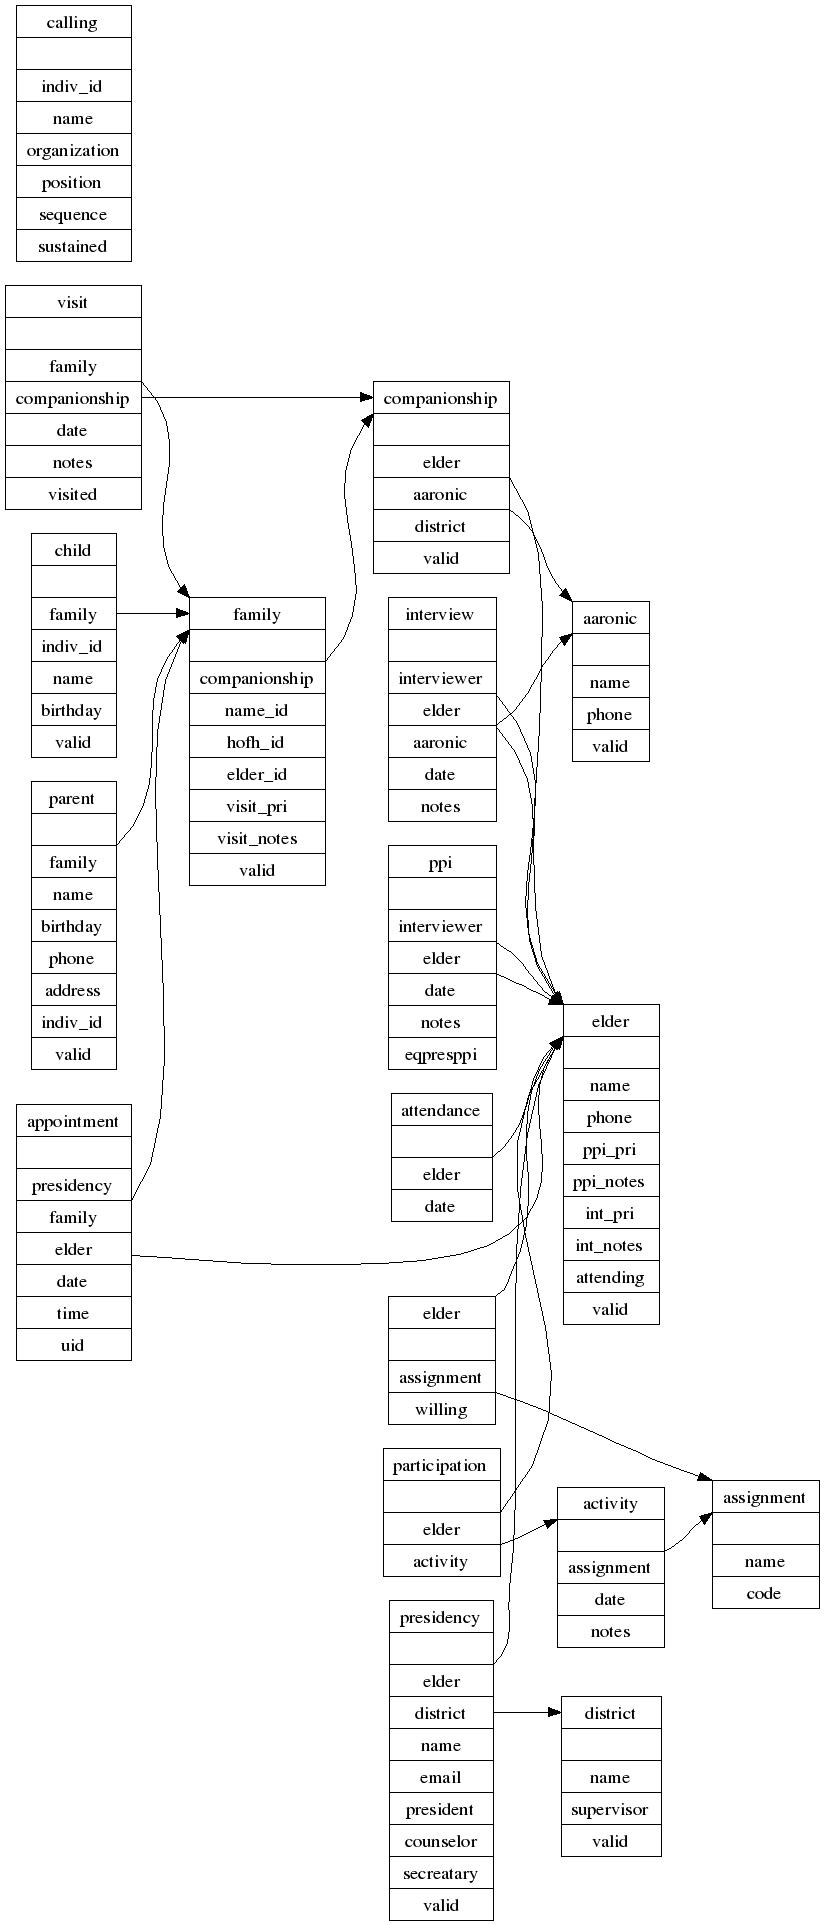 calling
indiv_id
name
organization
position
sequence
sustained
visit
family
companionship
date
notes
visited
child
family
indiv_id
name
birthday
valid
parent
family
name
birthday
phone
address
indiv_id
valid
appointment
presidency
family
elder
date
time
uid
family
companionship
name_id
hofh_id
elder_id
visit_pri
visit_notes
valid
companionship
elder
aaronic
district
valid
interview
interviewer
elder
aaronic
date
notes
ppi
interviewer
elder
date
notes
eqpresppi
attendance
elder
date
elder
assignment
willing
participation
elder
activity
presidency
elder
district
name
email
president
counselor
secreatary
valid
aaronic
name
phone
valid
elder
name
phone
ppi_pri
ppi_notes
int_pri
int_notes
attending
valid
activity
assignment
date
notes
district
name
supervisor
valid
assignment
name
code